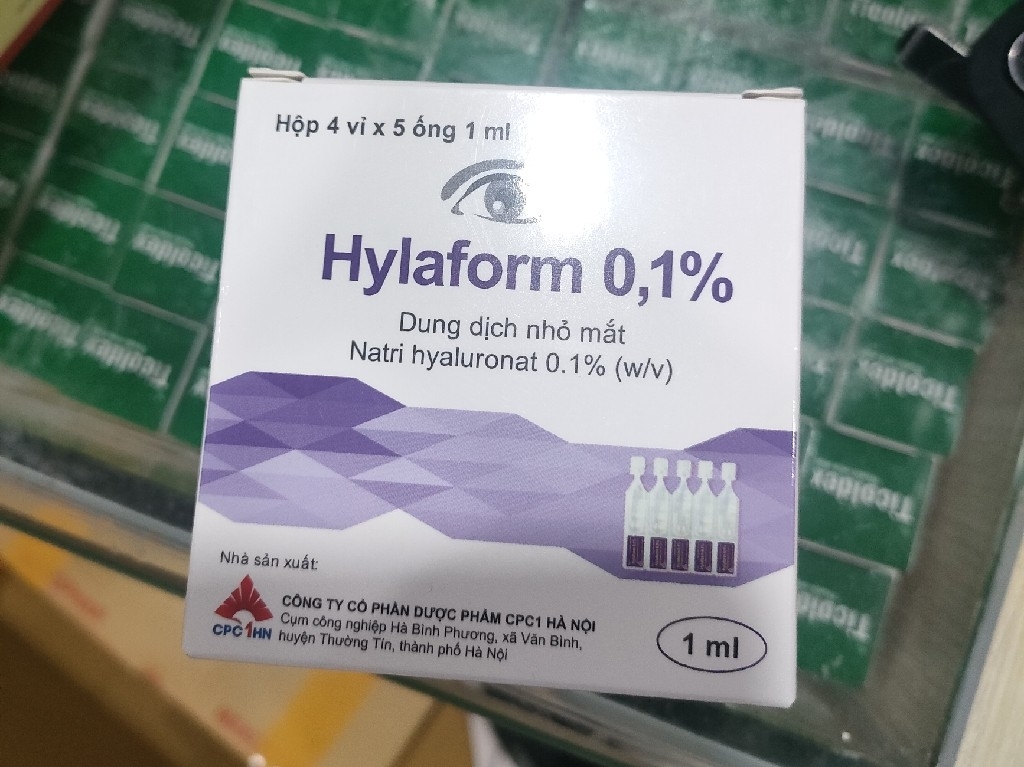 Hộp 4 vỉ x 5 ống 1 ml
Hylaform 0,1%
Dung dịch nhỏ mắt
Natri hyaluronat 0.1% (w/v)
Nhà sản xuất:
CPC1HN
CÔNG TY CỔ PHẦN DƯỢC PHẨM CPC1 HÀ NỘI
Cụm công nghiệp Hà Bình Phương, xã Văn Bình,
huyện Thường Tín, thành phố Hà Nội
1 ml
Ticoldex
Ticoldex
Ticoldex
Ticoldex
Ticoldex